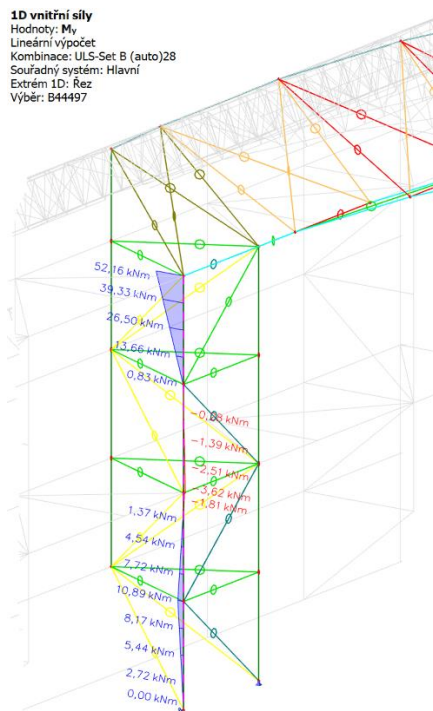 1D vnitřní síly
Hodnoty: My
Lineární výpočet
Kombinace: ULS-Set B (auto)28
Souřadný systém: Hlavní
Extrém 1D: Řez
Výběr: B44497
52,16 kNm
39,33 kNm
26,50 kNm
13,66 kNm
0,83 kNm
-1,39 kNm
-2,51 kNm
-3,62 kNm
-1,81 kNm
1,37 kNm
4,54 kNm
7,72 kNm
10,89 kNm
8,17 kNm
5,44 kNm
2,72 kNm
0,00 kNm